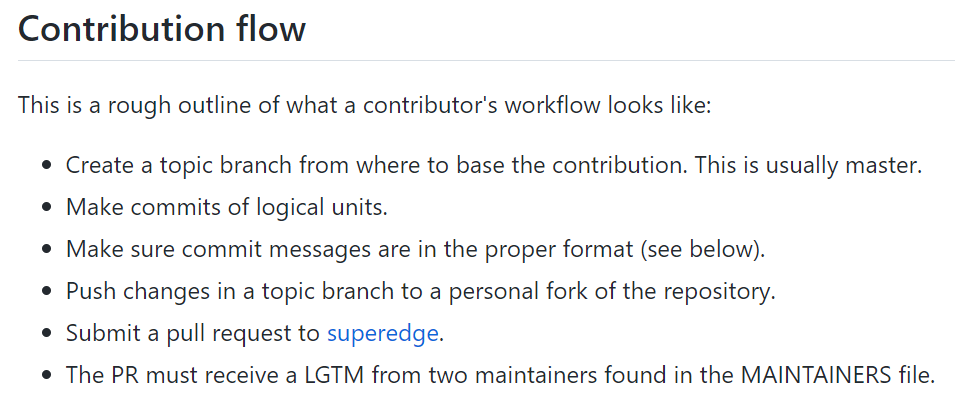 Contribution flow
This is a rough outline of what a contributor's workflow looks like:
• Create a topic branch from where to base the contribution. This is usually master.
• Make commits of logical units.
• Make sure commit messages are in the proper format (see below).
• Push changes in a topic branch to a personal fork of the repository.
• Submit a pull request to superedge.
• The PR must receive a LGTM from two maintainers found in the MAINTAINERS file.